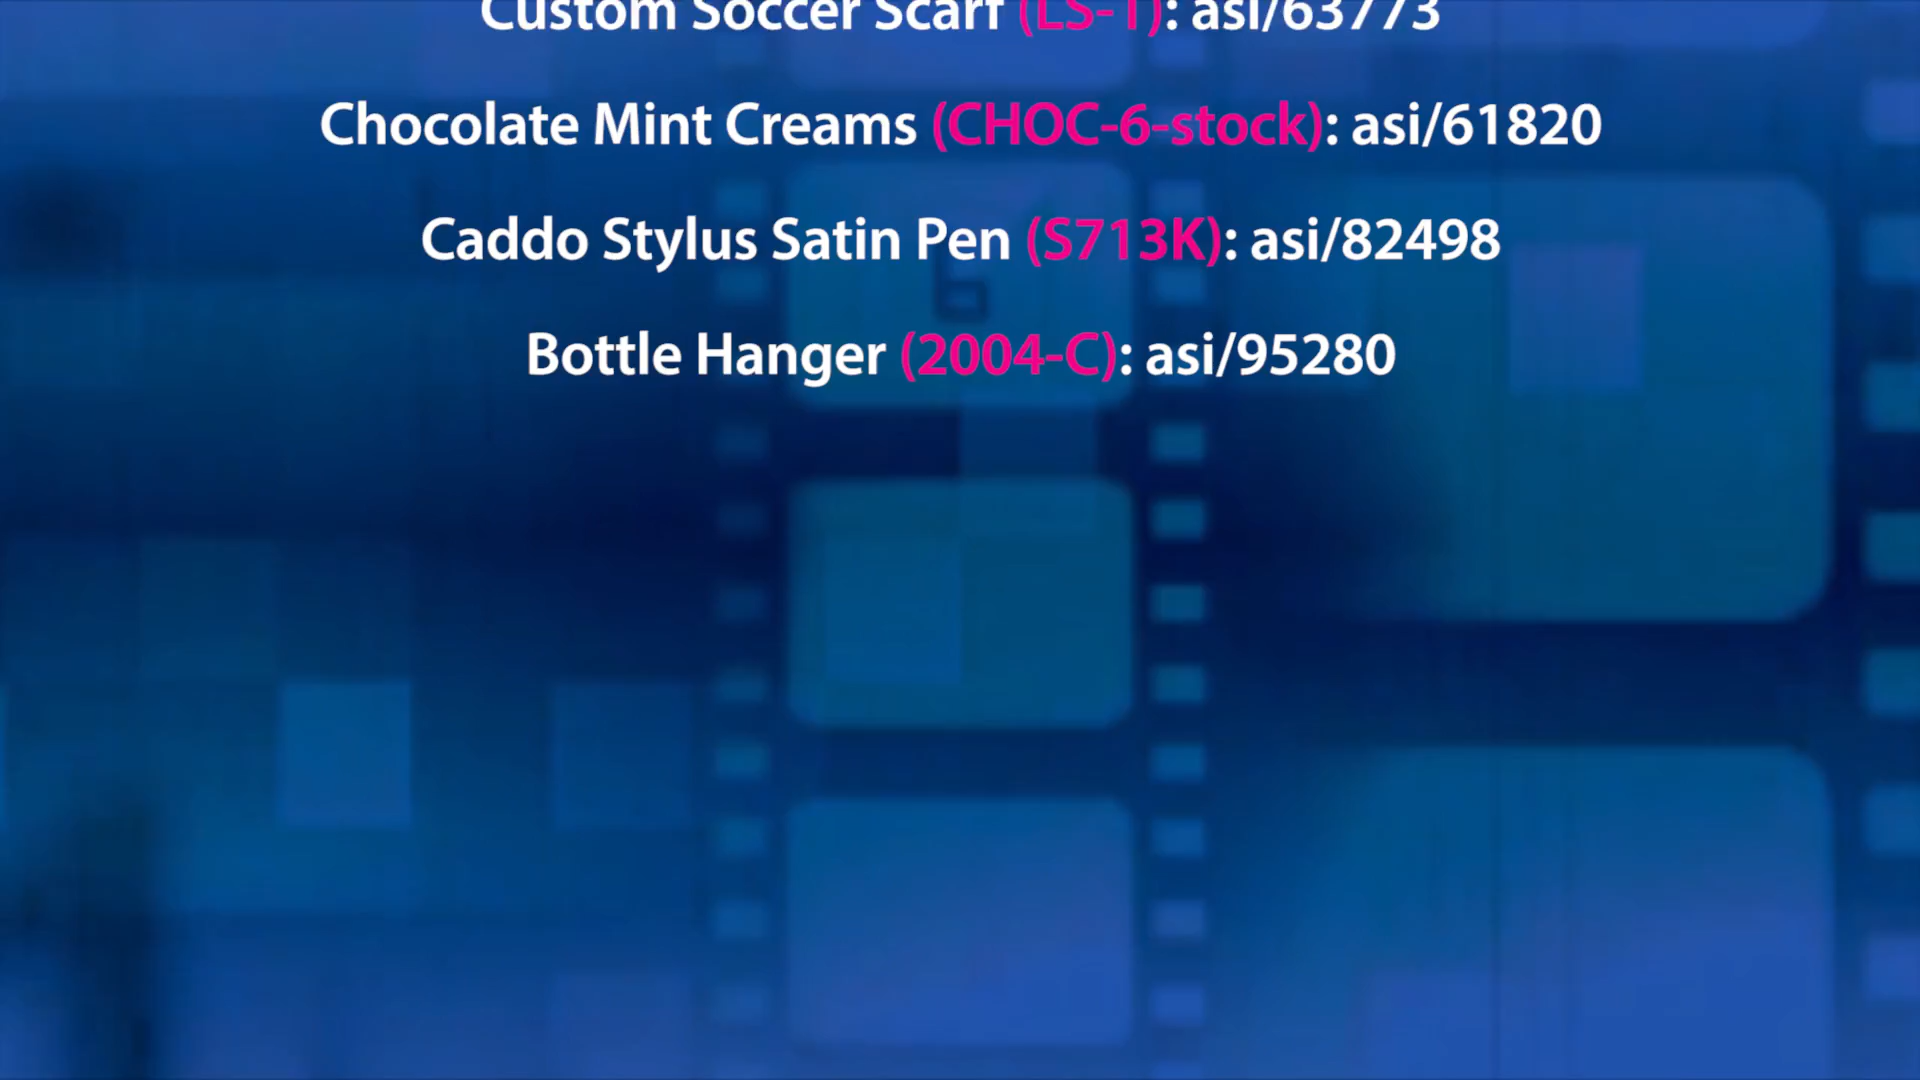 Custom Soccer Scarf (LS-1): asi/63773
Chocolate Mint Creams (CHOC-6-stock): asi/61820
Caddo Stylus Satin Pen (S713K): asi/82498
Bottle Hanger (2004-C): asi/95280